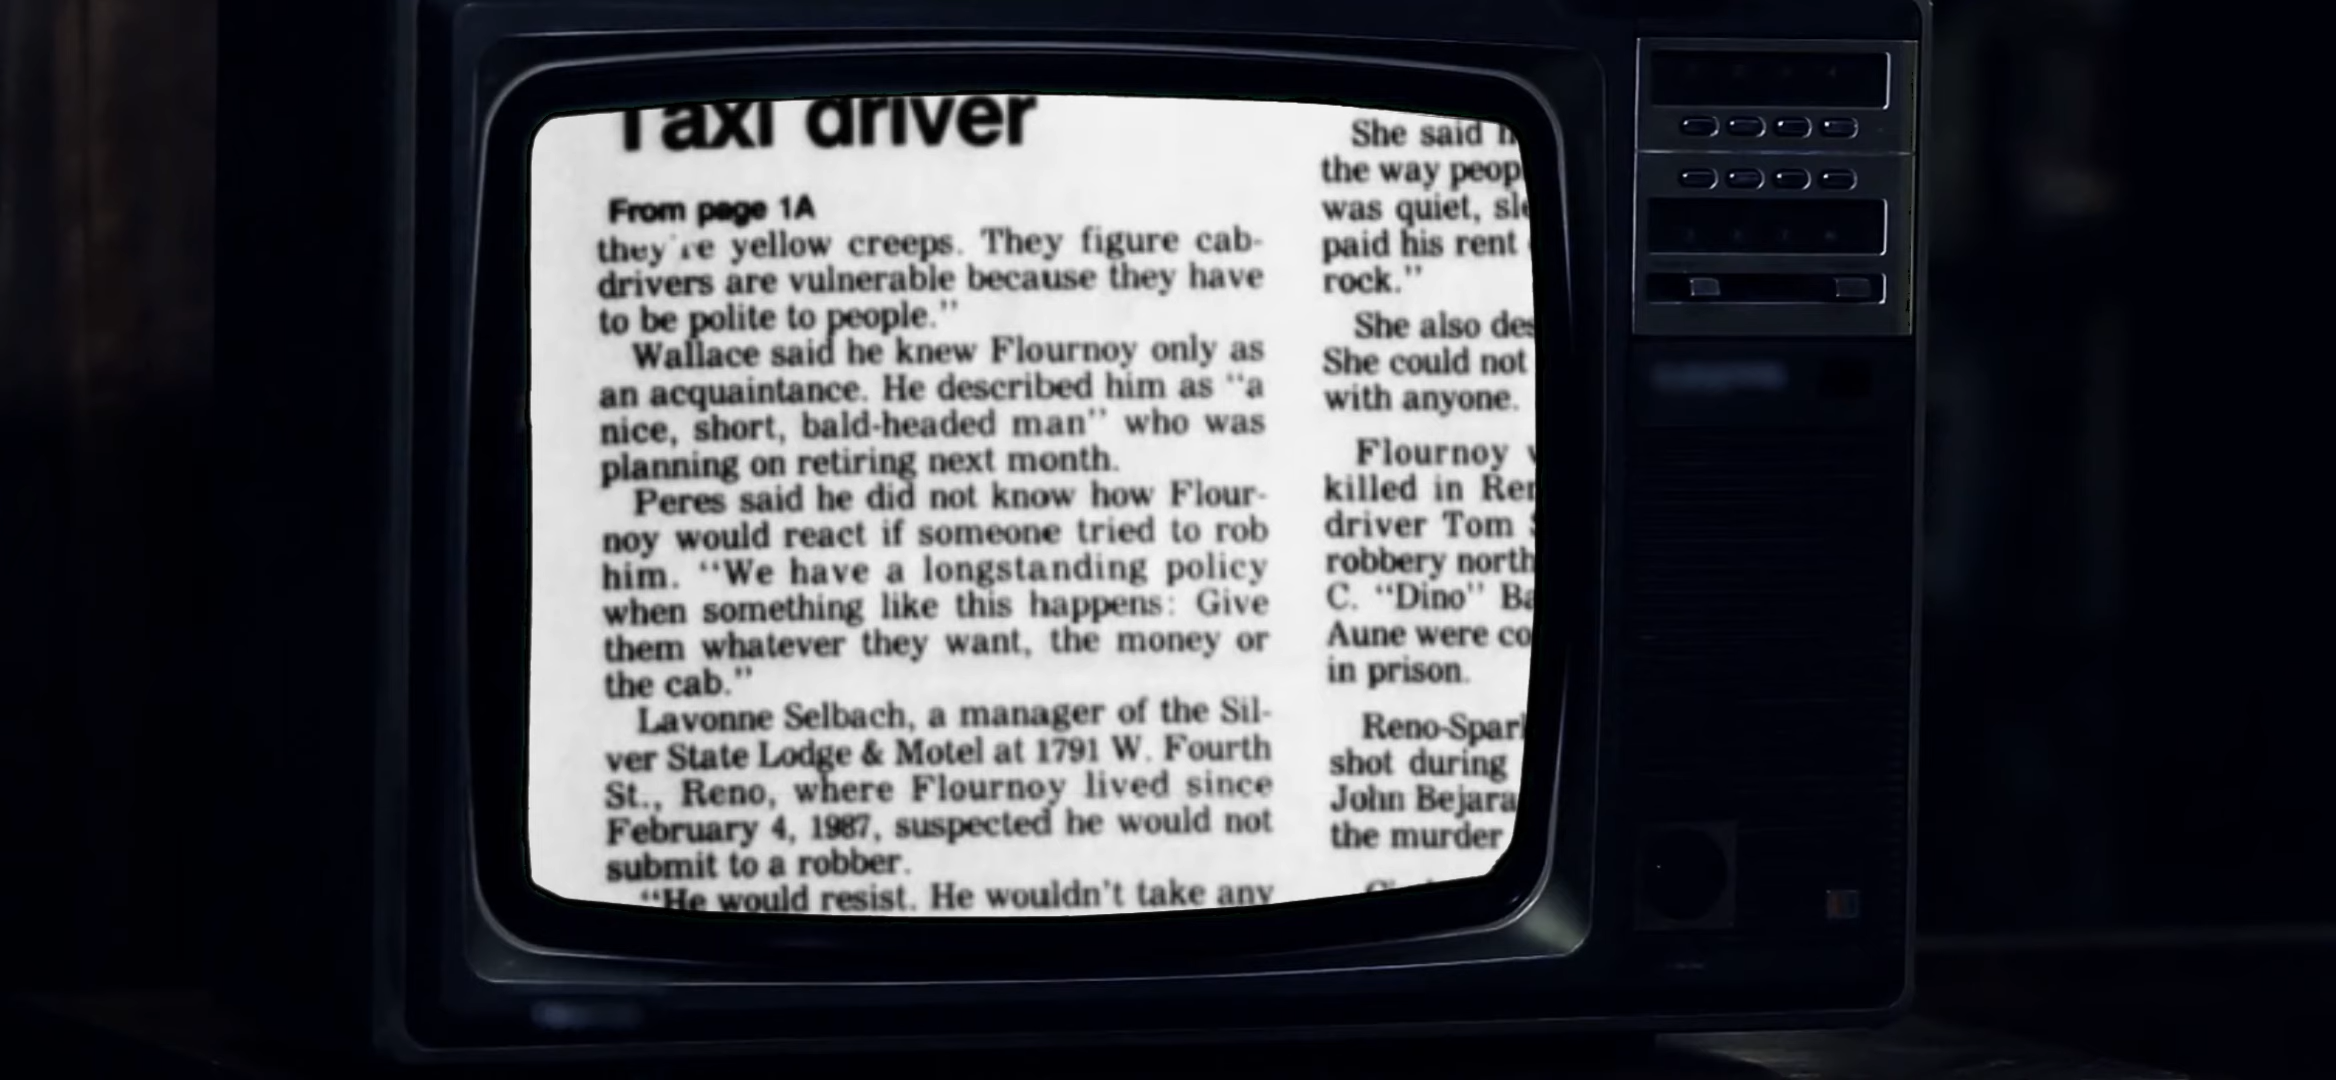 Taxi driver
From page 1A
they're yellow creeps. They figure cab-
drivers are vulnerable because they have
to be polite to people."
Wallace said he knew Flournoy only as
an acquaintance. He described him as "a
nice, short, bald-headed man" who was
planning on retiring next month.
Peres said he did not know how Flour-
noy would react if someone tried to rob
him. "We have a longstanding policy
when something like this happens: Give
them whatever they want, the money or
the cab."
Lavonne Selbach, a manager of the Sil-
ver State Lodge & Motel at 1791 W. Fourth
St., Reno, where Flournoy lived since
February 4, 1987, suspected he would not
submit to a robber.
"He would resist. He wouldn't take any
She said
the way
was quiet,
paid his rent
rock."
She also
She could not
with anyone.
Flournoy
killed in
driver Tom
robbery
C. "Dino"
Aune were
in prison.
shot during
John
the murder